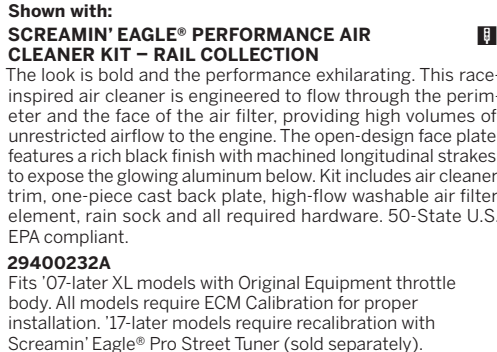 Shown with:
SCREAMIN' EAGLE® PERFORMANCE AIR
CLEANER KIT – RAIL COLLECTION
The look is bold and the performance exhilarating. This race-
inspired air cleaner is engineered to flow through the perim-
eter and the face of the air filter, providing high volumes of
unrestricted airflow to the engine. The open-design face plate
features a rich black finish with machined longitudinal strakes
to expose the glowing aluminum below. Kit includes air cleaner
trim, one-piece cast back plate, high-flow washable air filter
element, rain sock and all required hardware. 50-State U.S.
EPA compliant.
29400232A
Fits '07-later XL models with Original Equipment throttle
body. All models require ECM Calibration for proper
installation. '17-later models require recalibration with
Screamin' Eagle® Pro Street Tuner (sold separately).